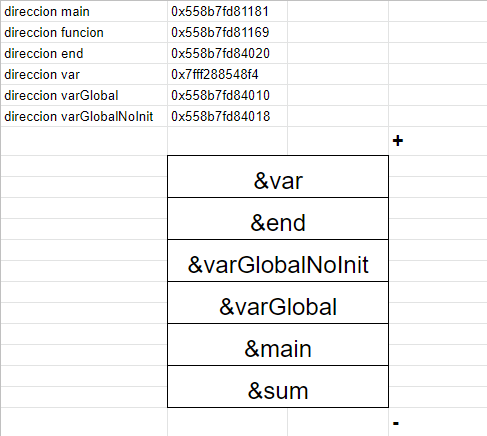 direccion main 0x558b7fd81181
direccion funcion 0x558b7fd81169
direccion end 0x558b7fd84020
direccion var 0x7fff288548f4
direccion varGlobal 0x558b7fd84010
direccion varGlobalNoInit 0x558b7fd84018
+
&var
&end
&varGlobalNoInit
&varGlobal
&main
&sum
-